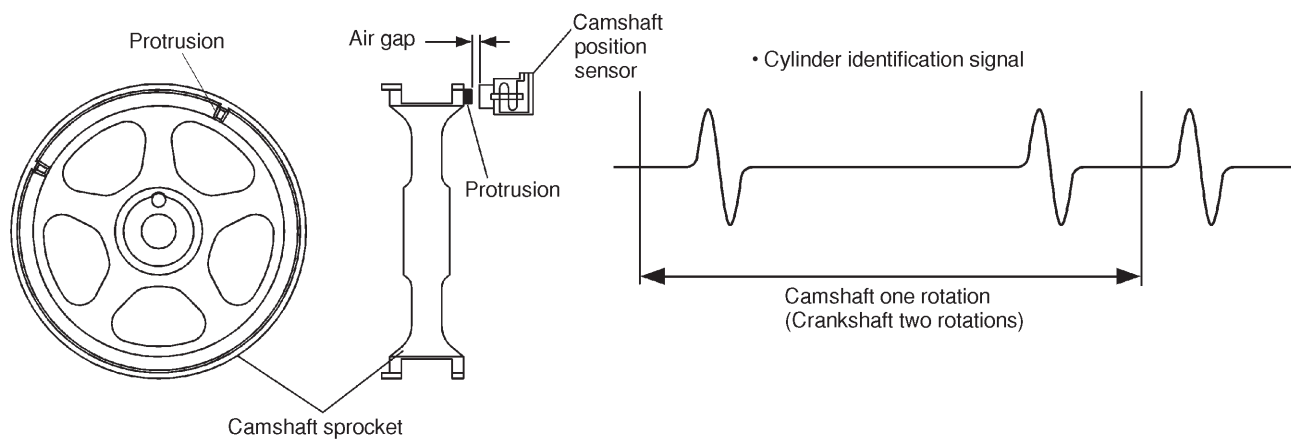 Protrusion
Air gap
Camshaft
position
sensor
Protrusion
Camshaft sprocket
• Cylinder identification signal
Camshaft one rotation
(Crankshaft two rotations)